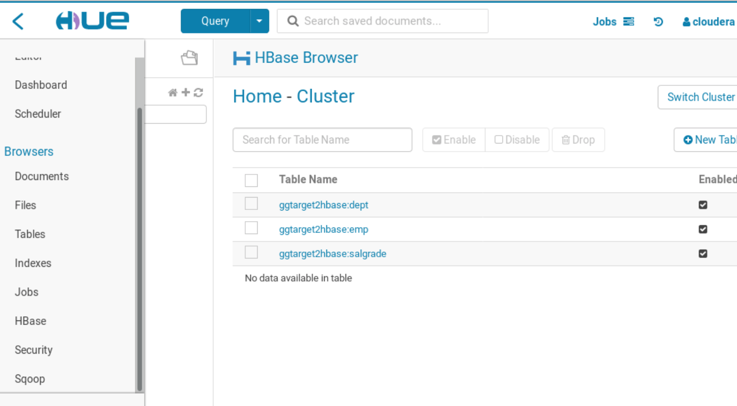 HUE
Query
Search saved documents...
Jobs
cloudera
Editor
Dashboard
Scheduler
Browsers
Documents
Files
Tables
Indexes
Jobs
HBase
Security
Sqoop
HBase Browser
Home - Cluster
Switch Cluster
Search for Table Name
Enable
Disable
Drop
New Tabl
Table Name
Enabled
ggtarget2hbase:dept
ggtarget2hbase:emp
ggtarget2hbase:salgrade
No data available in table